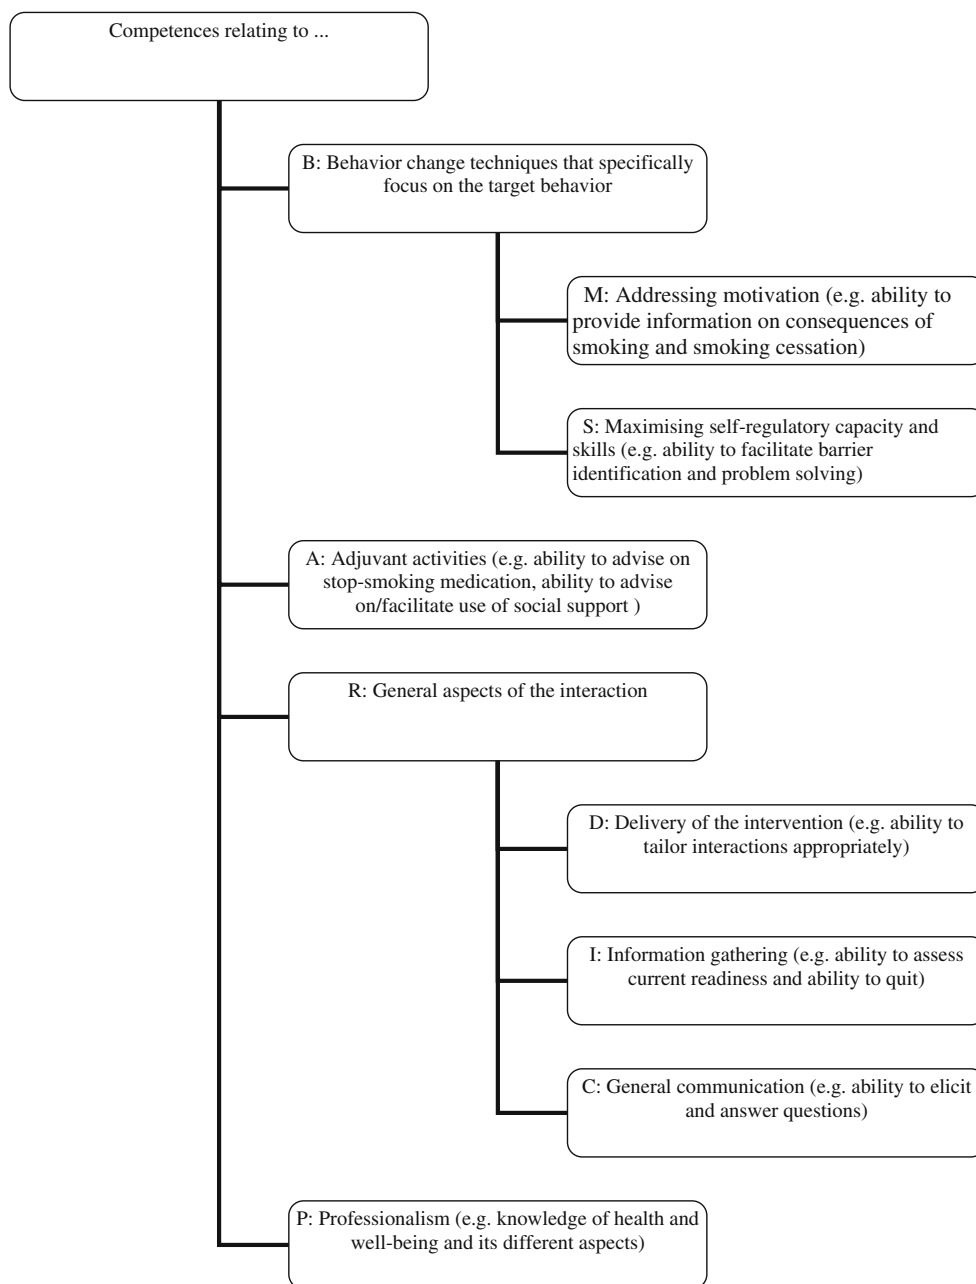 Competences relating to ...
B: Behavior change techniques that specifically
focus on the target behavior
M: Addressing motivation (e.g. ability to
provide information on consequences of
smoking and smoking cessation)
S: Maximising self-regulatory capacity and
skills (e.g. ability to facilitate barrier
identification and problem solving)
A: Adjuvant activities (e.g. ability to advise on
stop-smoking medication, ability to advise
on/facilitate use of social support )
R: General aspects of the interaction
D: Delivery of the intervention (e.g. ability to
tailor interactions appropriately)
I: Information gathering (e.g. ability to assess
current readiness and ability to quit)
C: General communication (e.g. ability to elicit
and answer questions)
P: Professionalism (e.g. knowledge of health and
well-being and its different aspects)